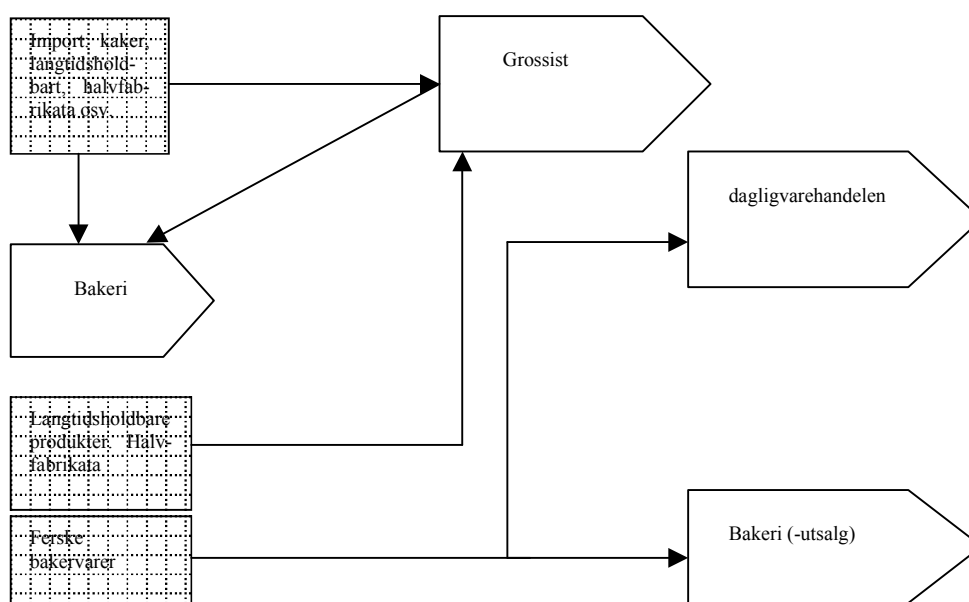 Import, kaker,
langtidshold-
bart, halvfab-
rikata osv.
Grossist
dagligvarehandelen
Bakeri
Langtidsholdbare
produkter. Halv-
fabrikata
Ferske
bakervarer
Bakeri (-utsalg)